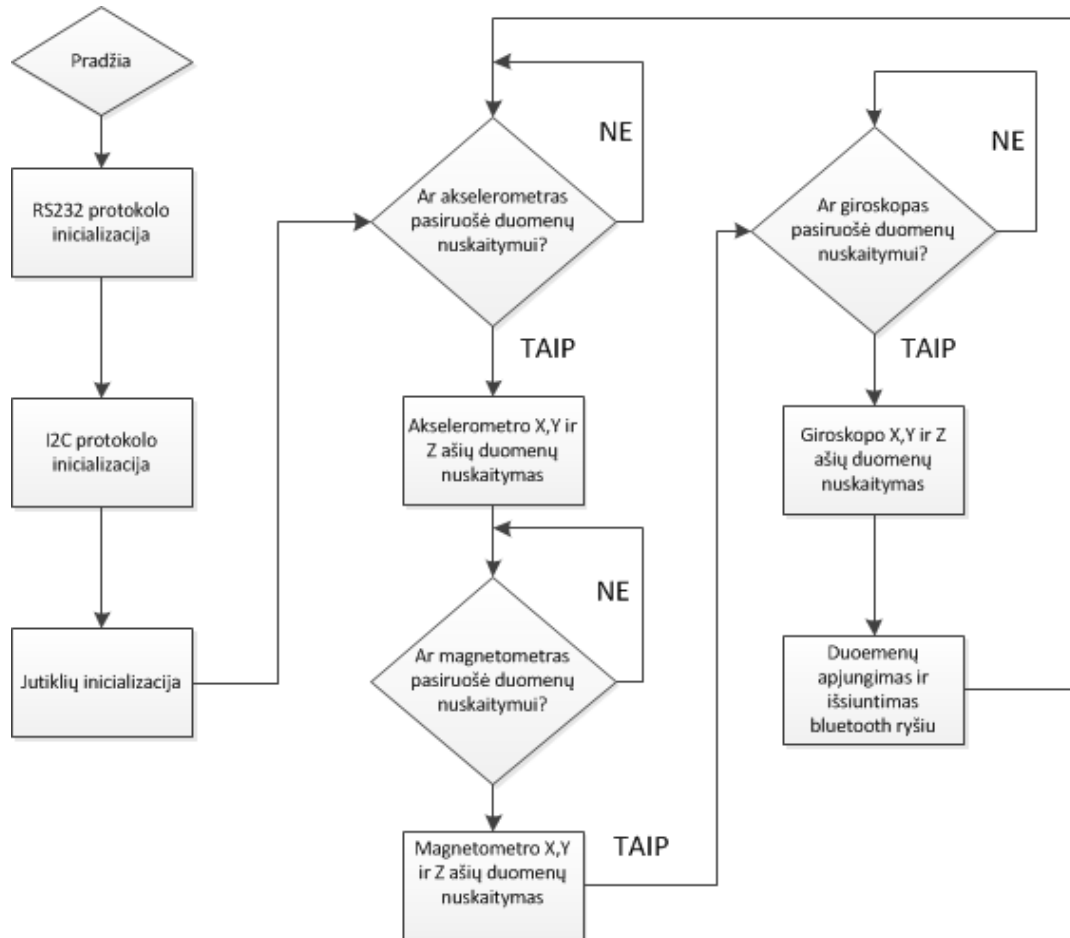 Pradžia
RS232 protokolo
inicializacija
I2C protokolo
inicializacija
Jutiklių inicializacija
NE
Ar akselerometras
pasiruošė duomenų
nuskaitymui?
TAIP
Akselerometro X,Y ir
Z ašių duomenų
nuskaitymas
NE
Ar magnetometras
pasiruošė duomenų
nuskaitymui?
Magnetometro X,Y
ir Z ašių duomenų
nuskaitymas
TAIP
NE
Ar giroskopas
pasiruošė duomenų
nuskaitymui?
TAIP
Giroskopo X,Y ir Z
ašių duomenų
nuskaitymas
Duoemenų
apjungimas ir
išsiuntimas
bluetooth ryšiu